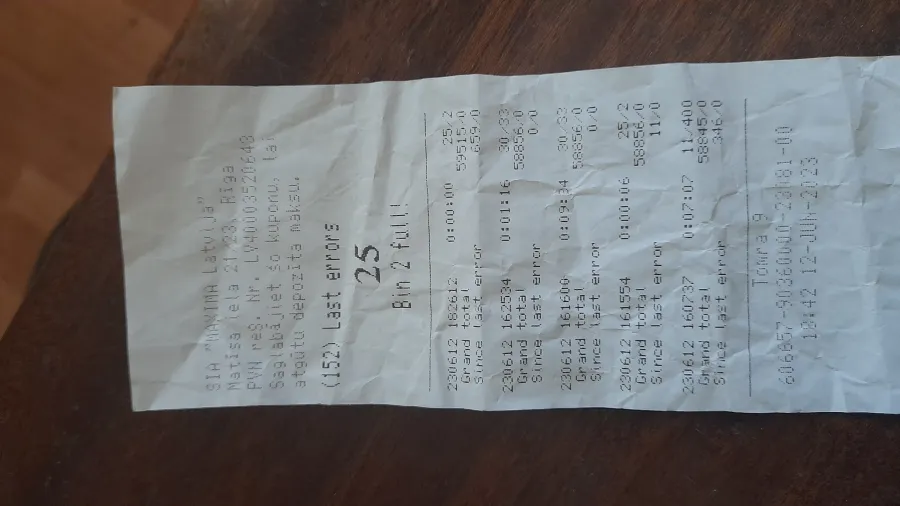 SIA "MAXIMA Latvija"
Matīsa iela 21/23, Rīga
PVN reģ. Nr. LV40003520643
Saglabājiet šo kuponu, lai
atgūtu depozīta maksu.
(152) Last errors
25
Bin 2 full!
230612 182612 0:00:00 25/2
Grand total 59515/0
Since last error 659/0
230612 162534 0:01:16 30/33
Grand total 58856/0
Since last error 0/0
230612 161600 0:09:34 30/33
Grand total 58856/0
Since last error 0/0
230612 161554 0:00:06 25/2
Grand total 58856/0
Since last error 11/0
230612 160737 0:07:07 11/400
Grand total 58845/0
Since last error 346/0
Tomra 9
18:42 12-JUN-2023